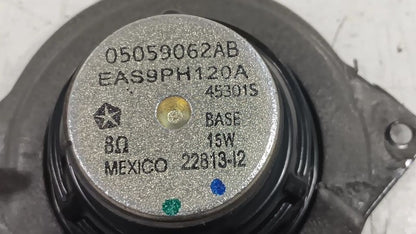 05059062AB
EAS9PH120A
45301S
8Ω BASE
15W
MEXICO 22813-12